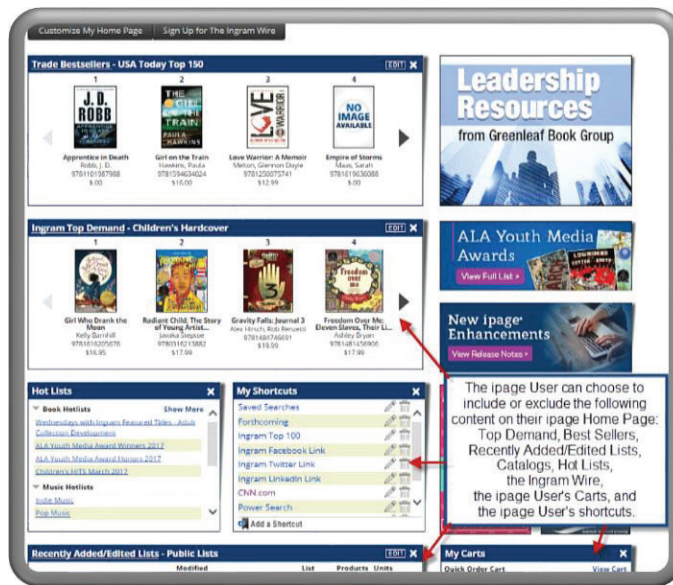 Customize My Home Page
Sign Up for The Ingram Wire
Trade Bestsellers - USA Today Top 150
EDIT X
1 2 3 4
J. D. ROBB
THE GIRL ON THE TRAIN
PAULA HAWKINS
LOVE WARRIOR
NO IMAGE AVAILABLE
Apprentice in Death
Robb, J. D.
9781101987988
$.00
Girl on the Train
Hawkins, Paula
9781594634024
$16.00
Love Warrior: A Memoir
Melton, Glennon Doyle
9781250075741
$12.99
Empire of Storms
Maas, Sarah
9781619636088
$.00
Leadership
Resources
from Greenleaf Book Group
Ingram Top Demand - Children's Hardcover
EDIT X
1 2 3 4
3
Freedom over me
Girl Who Drank the
Moon
Kelly Barnhill
9781616205676
$16.95
Radiant Child: The Story
of Young Artist...
Javaka Steptoe
9780316213882
$17.99
Gravity Falls: Journal 3
Alex Hirsch, Rob Renzetti
9781484746691
$19.99
Freedom Over Me:
Eleven Slaves, Their Li...
Ashley Bryan
9781481456906
$17.99
ALA Youth Media
Awards
View Full List >
New ipage®
Enhancements
View Release Notes >
Hot Lists X
Book Hotlists Show More
Wednesdays with Ingram Featured Titles - Adult
Collection Development
ALA Youth Media Award Winners 2017
ALA Youth Media Award Honors 2017
Children's HITS March 2017
Music Hotlists
Indie Music
Pop Music
My Shortcuts X
Saved Searches
Forthcoming
Ingram Top 100
Ingram Facebook Link
Ingram Twitter Link
Ingram LinkedIn Link
CNN.com
Power Search
Add a Shortcut
The ipage User can choose to
include or exclude the following
content on their ipage Home Page:
Top Demand, Best Sellers,
Recently Added/Edited Lists,
Catalogs, Hot Lists,
the Ingram Wire,
the ipage User's Carts, and
the ipage User's shortcuts.
Recently Added/Edited Lists - Public Lists
EDIT X
Modified List Products Units
My Carts X
Quick Order Cart View Cart